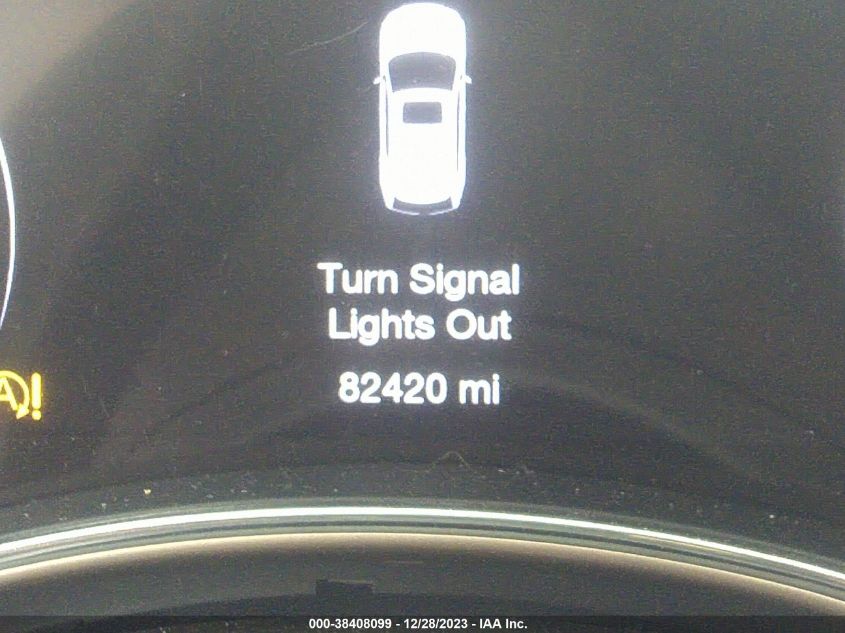 Turn Signal
Lights Out
82420 mi
A!
000-38408099 - 12/28/2023 - IAA Inc.